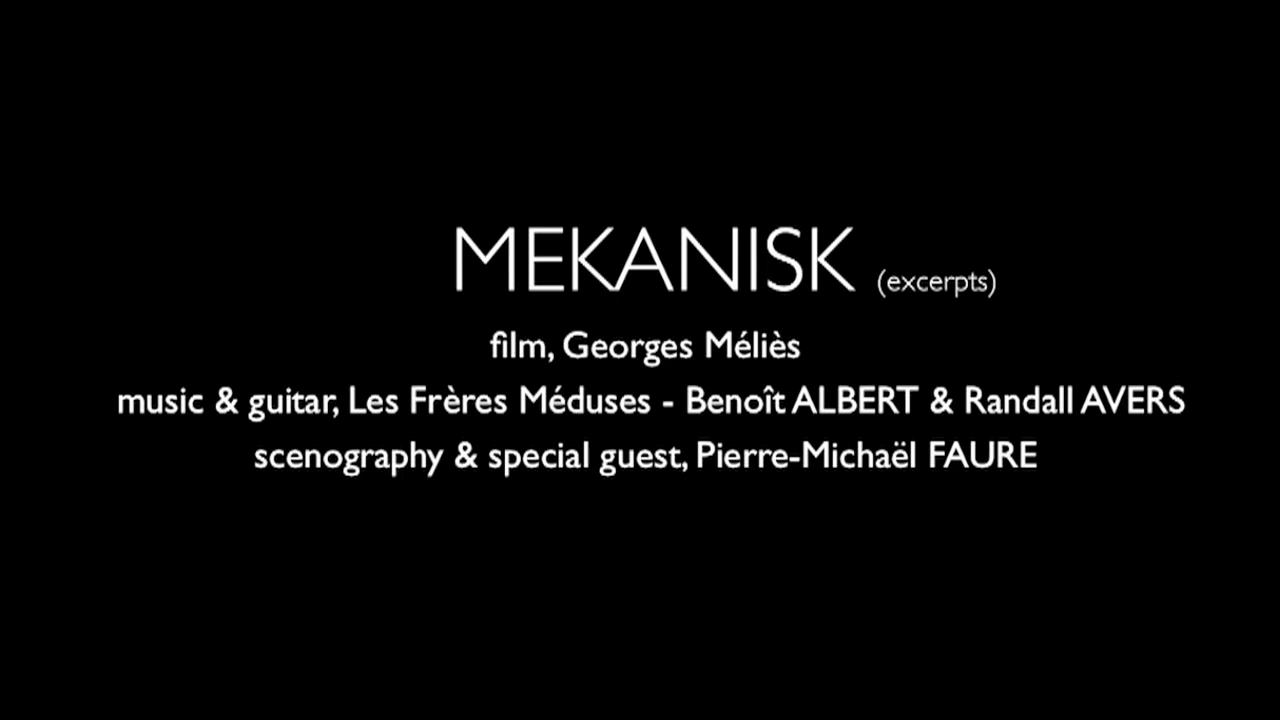 MEKANISK (excerpts)
film, Georges Méliès
music & guitar, Les Frères Méduses - Benoît ALBERT & Randall AVERS
scenography & special guest, Pierre-Michaël FAURE